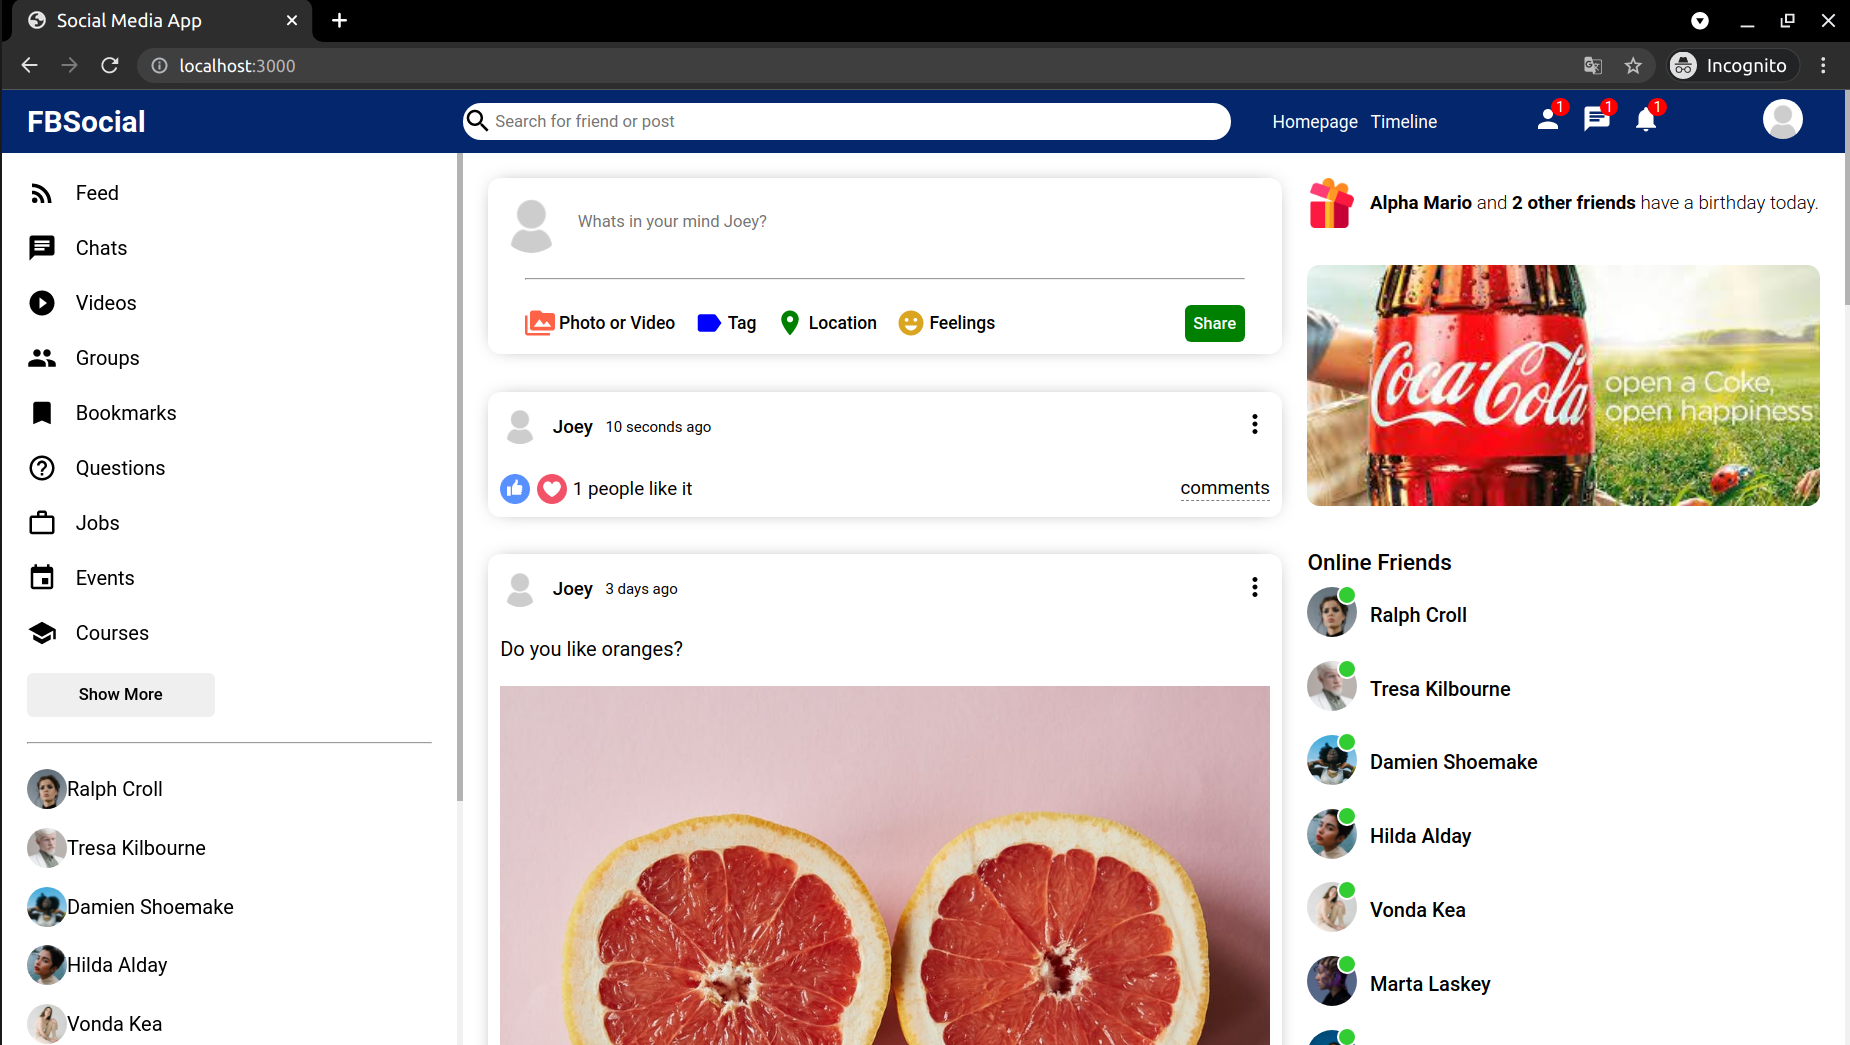 Social Media App
localhost:3000
Incognito
FBSocial
Search for friend or post
Homepage Timeline
1
1
1
Feed
Chats
Videos
Groups
Bookmarks
Questions
Jobs
Events
Courses
Show More
Ralph Croll
Tresa Kilbourne
Damien Shoemake
Hilda Alday
Vonda Kea
Whats in your mind Joey?
Photo or Video Tag Location Feelings Share
Joey 10 seconds ago
1 people like it comments
Joey 3 days ago
Do you like oranges?
Alpha Mario and 2 other friends have a birthday today.
Coca-Cola
open a Coke,
open happiness
Online Friends
Ralph Croll
Tresa Kilbourne
Damien Shoemake
Hilda Alday
Vonda Kea
Marta Laskey